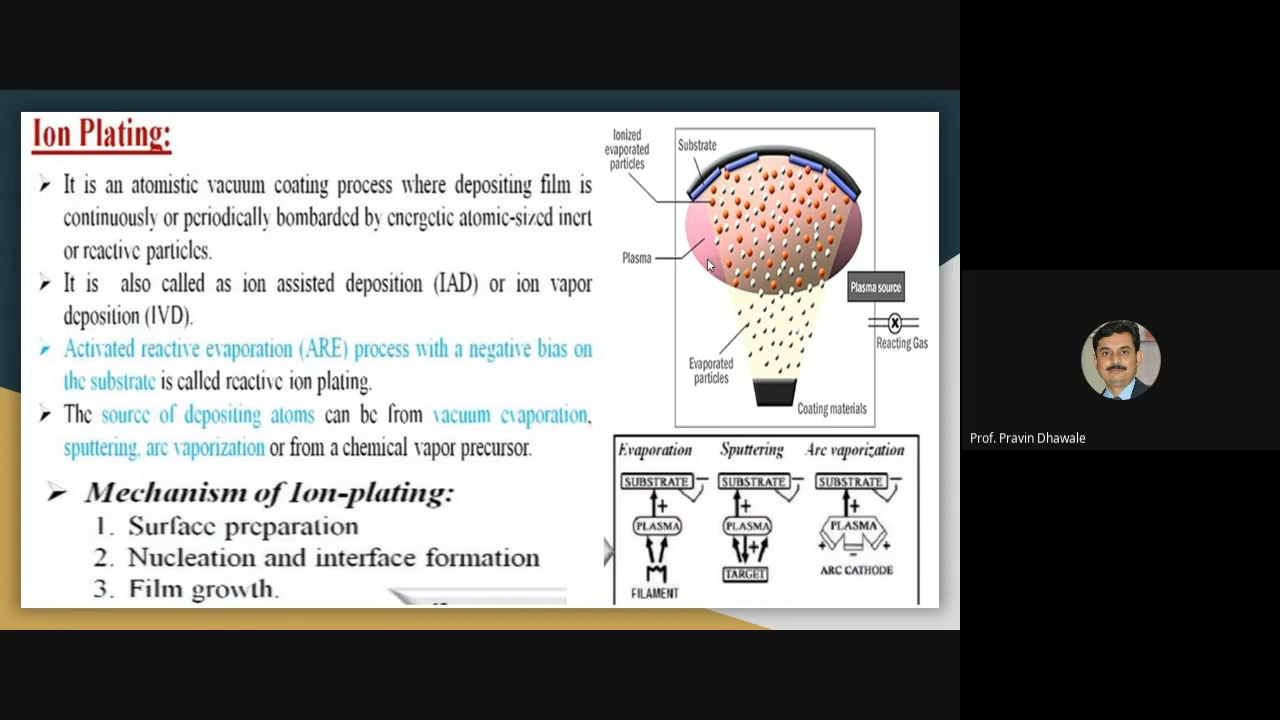 Ion Plating:
➤ It is an atomistic vacuum coating process where depositing film is
continuously or periodically bombarded by energetic atomic-sized inert
or reactive particles.
➤ It is also called as ion assisted deposition (IAD) or ion vapor
deposition (IVD).
➤ Activated reactive evaporation (ARE) process with a negative bias on
the substrate is called reactive ion plating.
➤ The source of depositing atoms can be from vacuum evaporation,
sputtering, arc vaporization or from a chemical vapor precursor.
➤ Mechanism of Ion-plating:
1. Surface preparation
2. Nucleation and interface formation
3. Film growth.
Ionized
evaporated
particles
Substrate
Plasma
Plasma source
X
Reacting Gas
Evaporated
particles
Coating materials
Evaporation Sputtering Arc vaporization
SUBSTRATE – SUBSTRATE – SUBSTRATE –
+ + +
PLASMA PLASMA PLASMA
+ + +
–
TARGET ARC CATHODE
FILAMENT
Prof. Pravin Dhawale